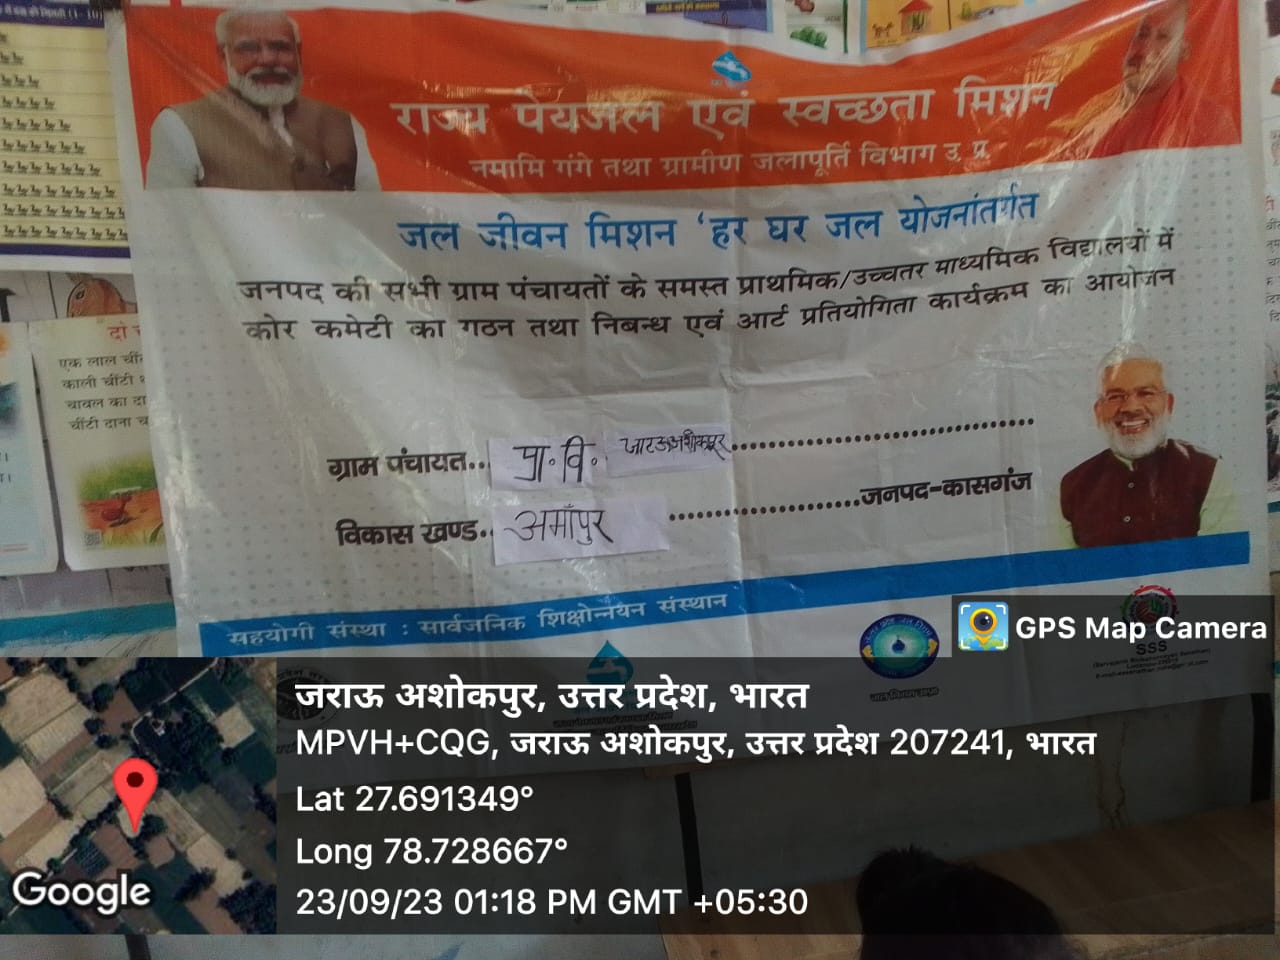 राज्य पेयजल एवं स्वच्छता मिशन
नमामि गंगे तथा ग्रामीण जलापूर्ति विभाग उ. प्र.
जल जीवन मिशन ‘हर घर जल योजनांतर्गत
जनपद की सभी ग्राम पंचायतों के समस्त प्राथमिक/उच्चतर माध्यमिक विद्यालयों में
कोर कमेटी का गठन तथा निबन्ध एवं आर्ट प्रतियोगिता कार्यक्रम का आयोजन
ग्राम पंचायत... प्रा. वि. ..............................
विकास खण्ड.. अमाँपुर ....................जनपद-कासगंज
सहयोगी संस्था : सार्वजनिक शिक्षोन्नयन संस्थान
SSS
दो
एक लाल चीं
काली चींटी
चावल का दा
चींटी दाना च
GPS Map Camera
जराऊ अशोकपुर, उत्तर प्रदेश, भारत
MPVH+CQG, जराऊ अशोकपुर, उत्तर प्रदेश 207241, भारत
Lat 27.691349°
Long 78.728667°
23/09/23 01:18 PM GMT +05:30
Google